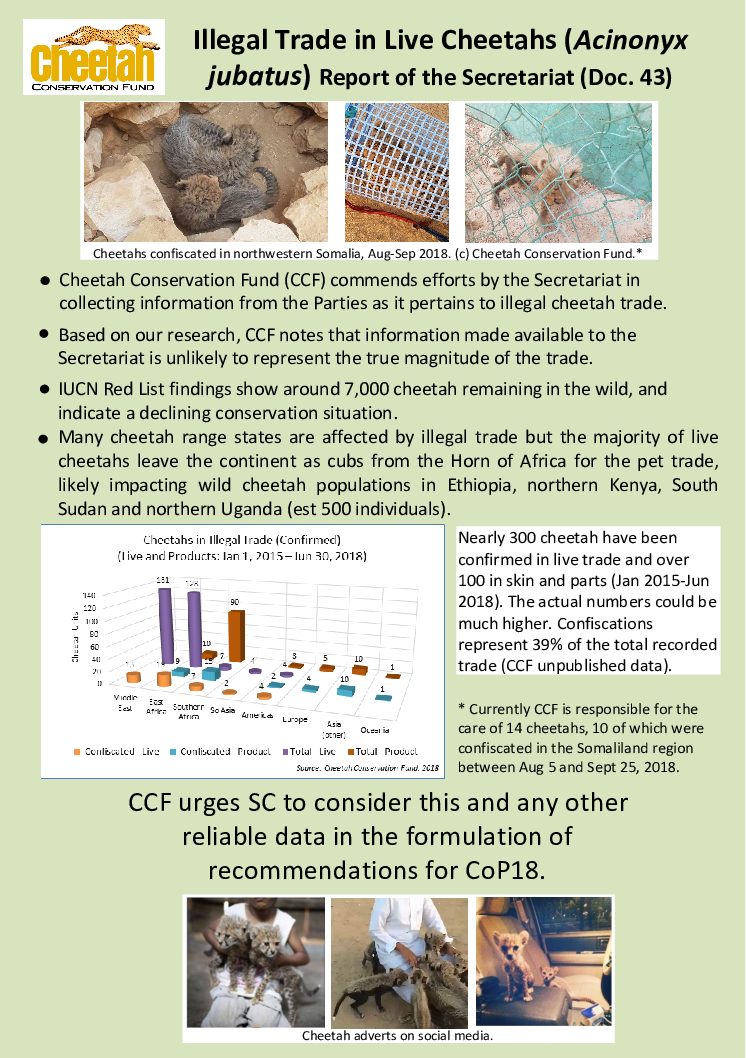 Cheetah
CONSERVATION FUND
Illegal Trade in Live Cheetahs (Acinonyx
jubatus) Report of the Secretariat (Doc. 43)
Cheetahs confiscated in northwestern Somalia, Aug-Sep 2018. (c) Cheetah Conservation Fund.*
● Cheetah Conservation Fund (CCF) commends efforts by the Secretariat in
collecting information from the Parties as it pertains to illegal cheetah trade.
● Based on our research, CCF notes that information made available to the
Secretariat is unlikely to represent the true magnitude of the trade.
● IUCN Red List findings show around 7,000 cheetah remaining in the wild, and
indicate a declining conservation situation.
● Many cheetah range states are affected by illegal trade but the majority of live
cheetahs leave the continent as cubs from the Horn of Africa for the pet trade,
likely impacting wild cheetah populations in Ethiopia, northern Kenya, South
Sudan and northern Uganda (est 500 individuals).
Cheetahs in Illegal Trade (Confirmed)
(Live and Products: Jan 1, 2015 – Jun 30, 2018)
Cheetah Units
140
120
100
80
60
40
20
0
128
90
10
9
7
7
2
4
4
4
2
4
10
1
3
5
10
1
Middle
East
East
Africa
Southern
Africa
So Asia
Americas
Europe
Asia
(other)
Oceania
Confiscated Live
Confiscated Product
Total Live
Total Product
Source: Cheetah Conservation Fund, 2018
Nearly 300 cheetah have been
confirmed in live trade and over
100 in skin and parts (Jan 2015-Jun
2018). The actual numbers could be
much higher. Confiscations
represent 39% of the total recorded
trade (CCF unpublished data).
* Currently CCF is responsible for the
care of 14 cheetahs, 10 of which were
confiscated in the Somaliland region
between Aug 5 and Sept 25, 2018.
CCF urges SC to consider this and any other
reliable data in the formulation of
recommendations for CoP18.
Cheetah adverts on social media.